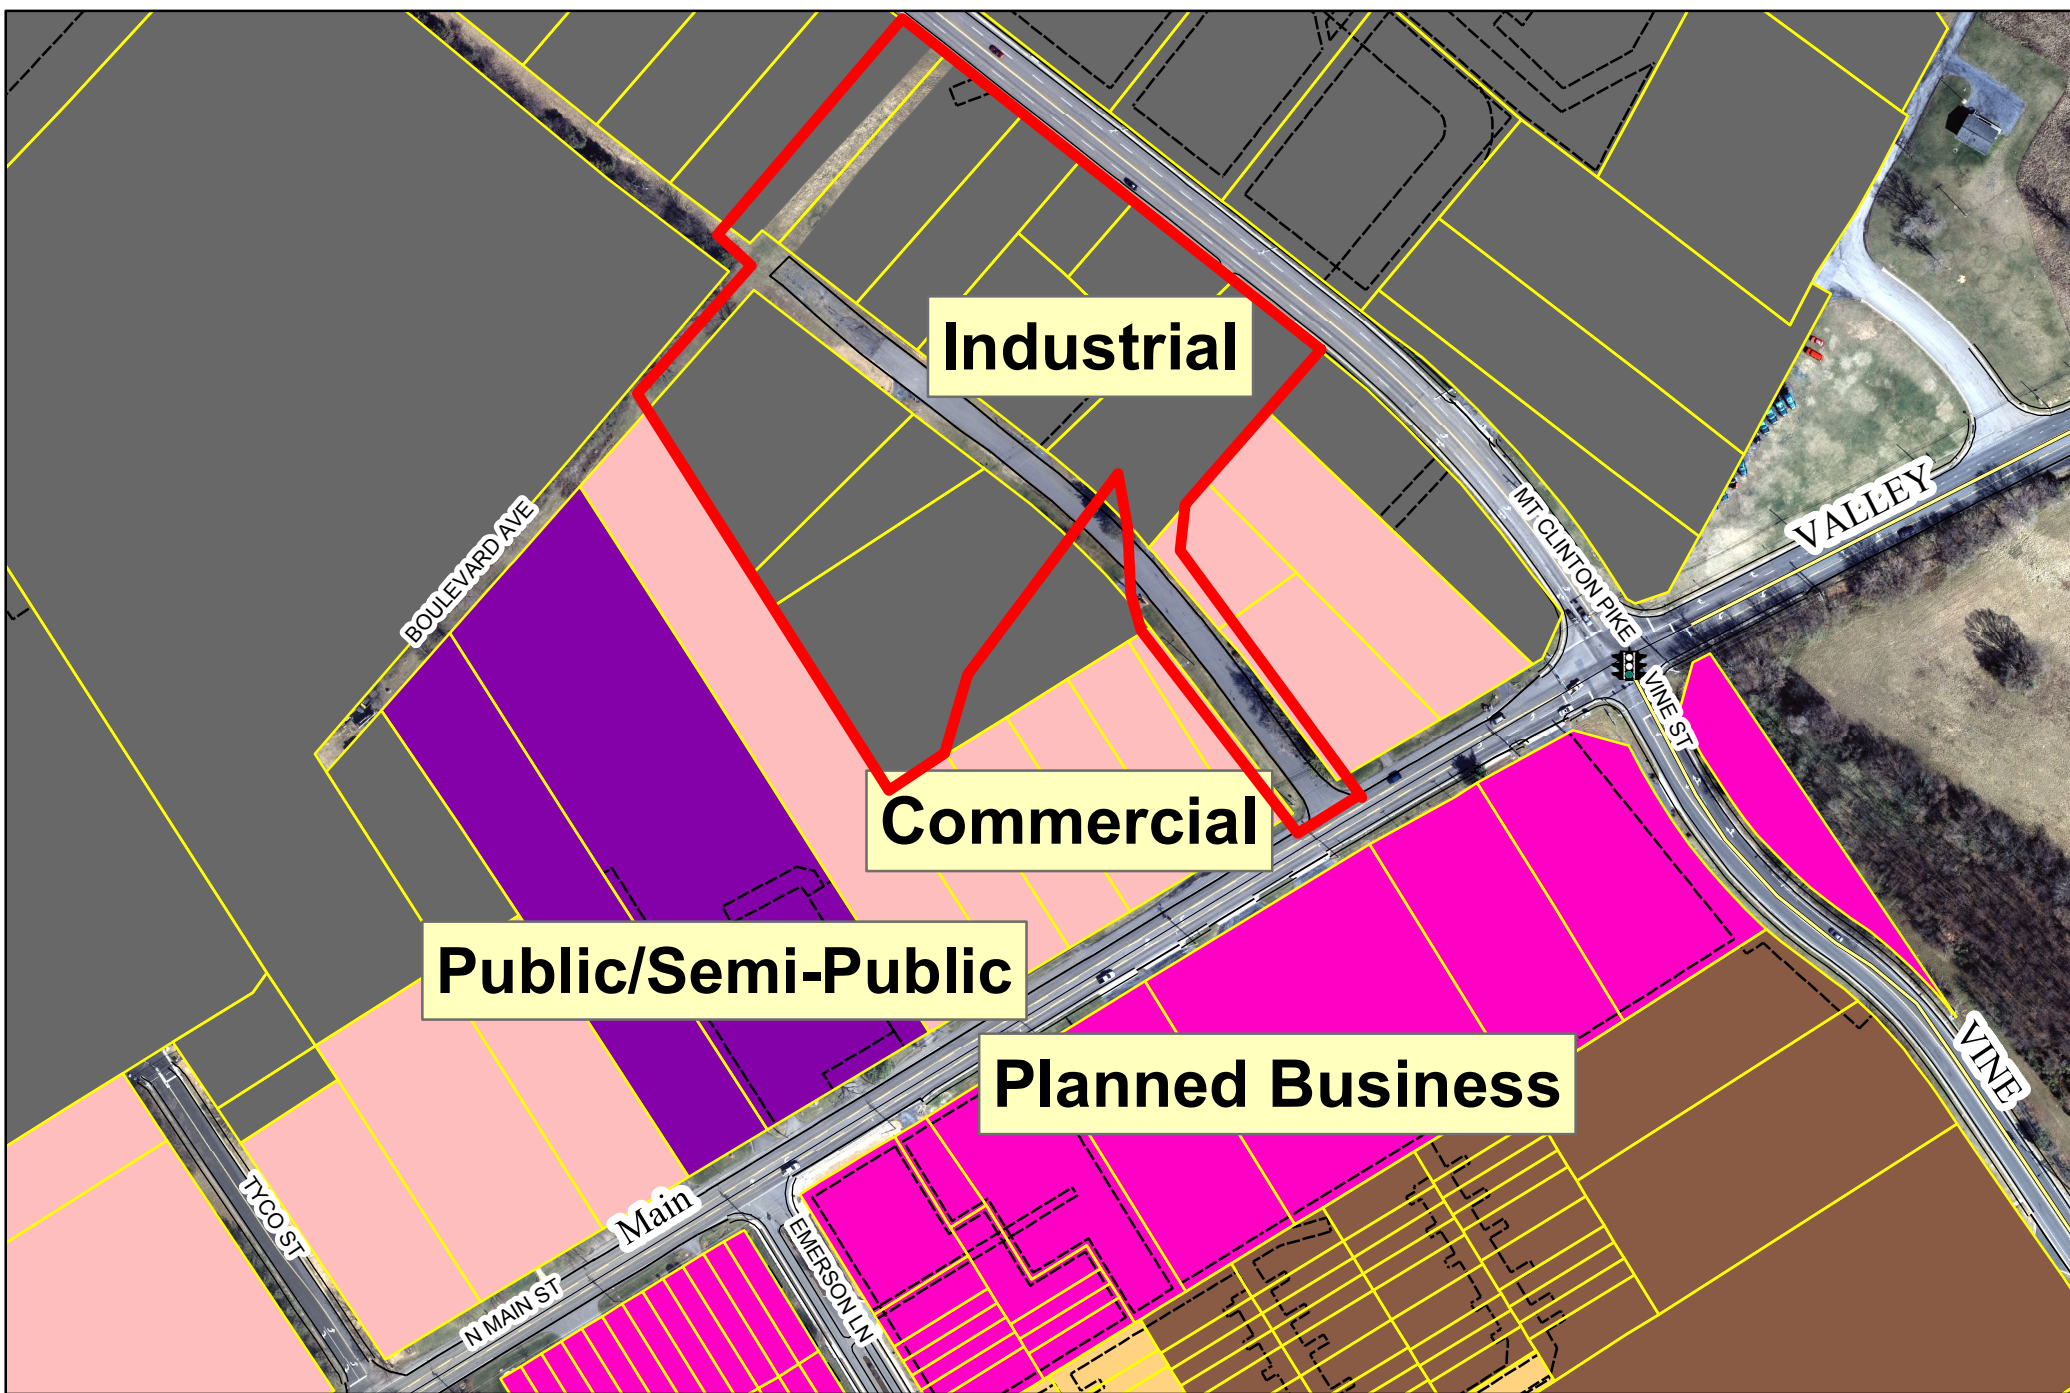 Industrial
VALLEY
MT CLINTON PIKE
BOULEVARD AVE
VINE ST
Commercial
Public/Semi-Public
Planned Business
VINE
TYCO ST
Main
N MAIN ST
EMERSON LN